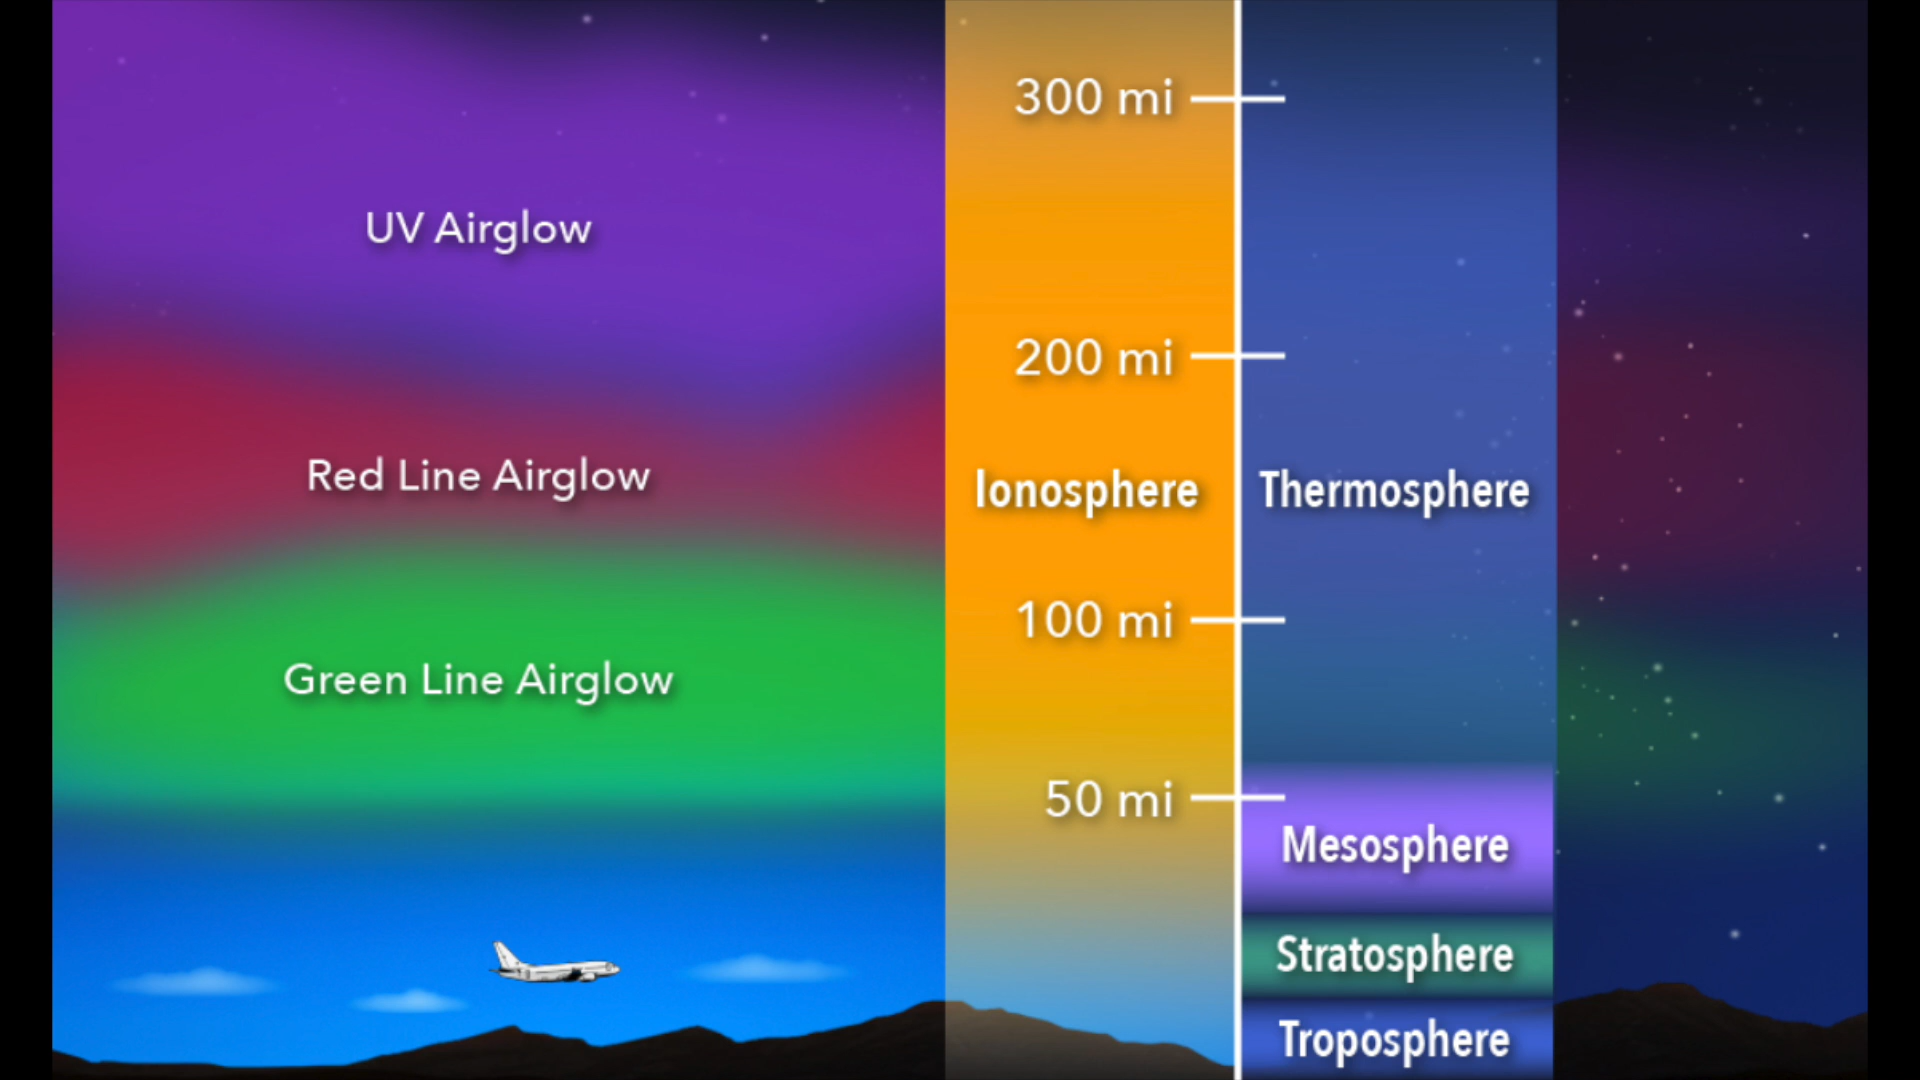 UV Airglow
Red Line Airglow
Green Line Airglow
300 mi
200 mi
Ionosphere
100 mi
50 mi
Thermosphere
Mesosphere
Stratosphere
Troposphere